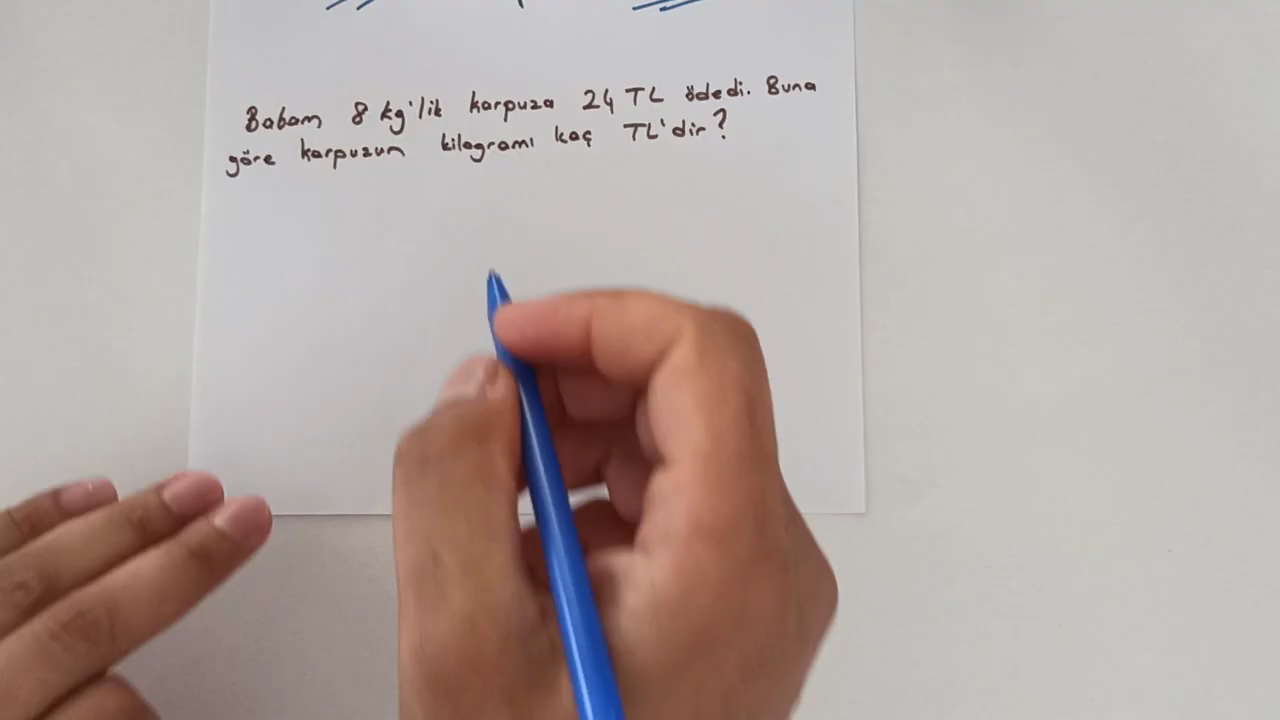 Babam 8 kg'lik karpuza 24 TL ödedi. Buna
göre karpuzun kilogramı kaç TL'dir?